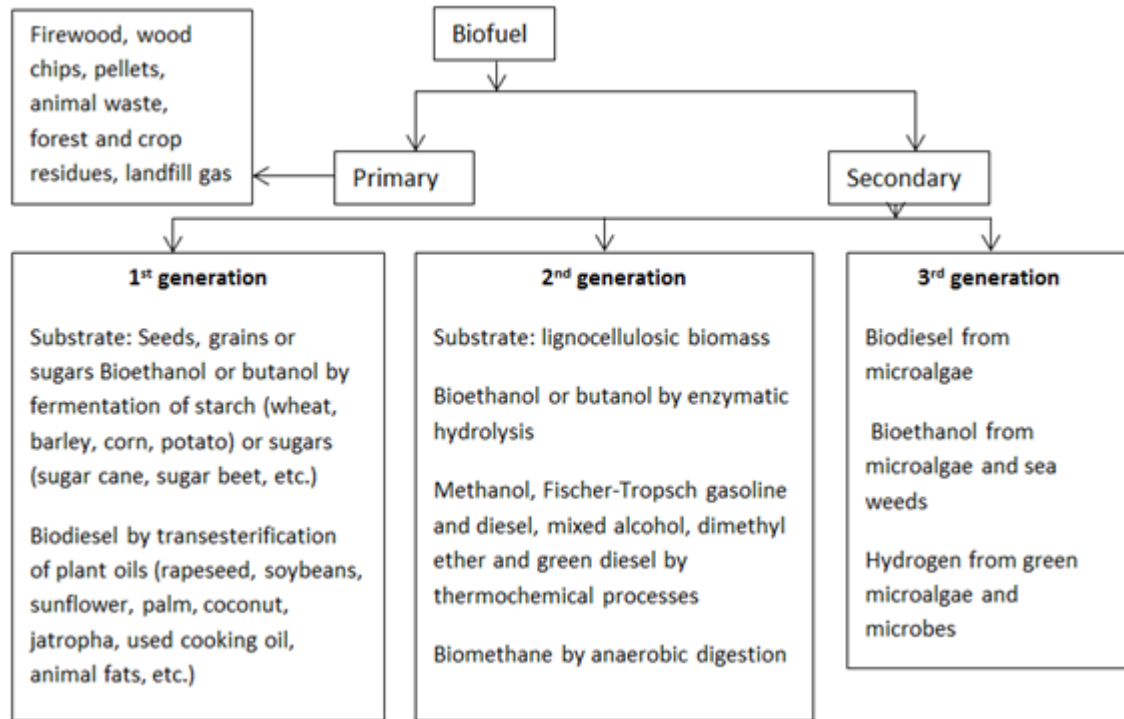 Biofuel
Firewood, wood
chips, pellets,
animal waste,
forest and crop
residues, landfill gas
Primary
Secondary
1st generation
Substrate: Seeds, grains or
sugars Bioethanol or butanol by
fermentation of starch (wheat,
barley, corn, potato) or sugars
(sugar cane, sugar beet, etc.)
Biodiesel by transesterification
of plant oils (rapeseed, soybeans,
sunflower, palm, coconut,
jatropha, used cooking oil,
animal fats, etc.)
2nd generation
Substrate: lignocellulosic biomass
Bioethanol or butanol by enzymatic
hydrolysis
Methanol, Fischer-Tropsch gasoline
and diesel, mixed alcohol, dimethyl
ether and green diesel by
thermochemical processes
Biomethane by anaerobic digestion
3rd generation
Biodiesel from
microalgae
Bioethanol from
microalgae and sea
weeds
Hydrogen from green
microalgae and
microbes